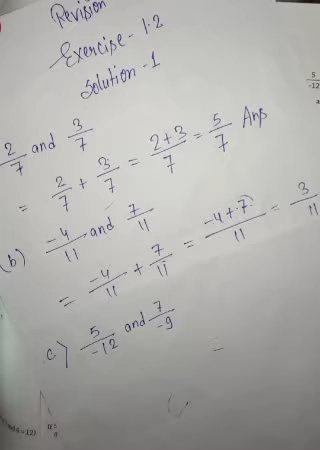 Revision
Exercise - 1.2
Solution - 1
2/7 and 3/7
= 2/7 + 3/7 = 2+3/7 = 5/7 Ans
(b) -4/11 and 7/11
= -4/11 + 7/11 = -4+7/11 = 3/11
c) 5/-12 and 7/-9
5
-12